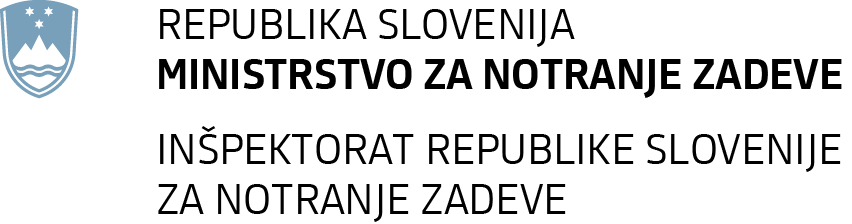 REPUBLIKA SLOVENIJA
MINISTRSTVO ZA NOTRANJE ZADEVE
INŠPEKTORAT REPUBLIKE SLOVENIJE
ZA NOTRANJE ZADEVE